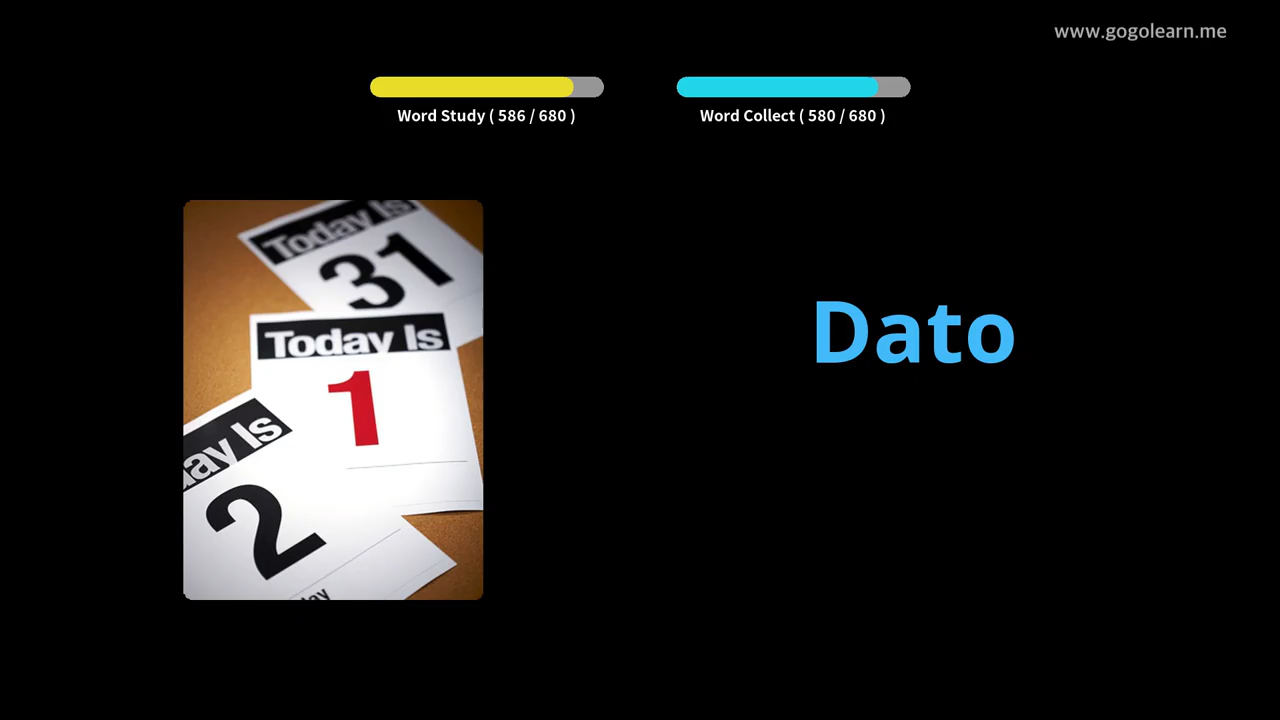 www.gogolearn.me
Word Study ( 586 / 680 )
Word Collect ( 580 / 680 )
Today Is
31
Today Is
1
Dato
ay Is
2
ay